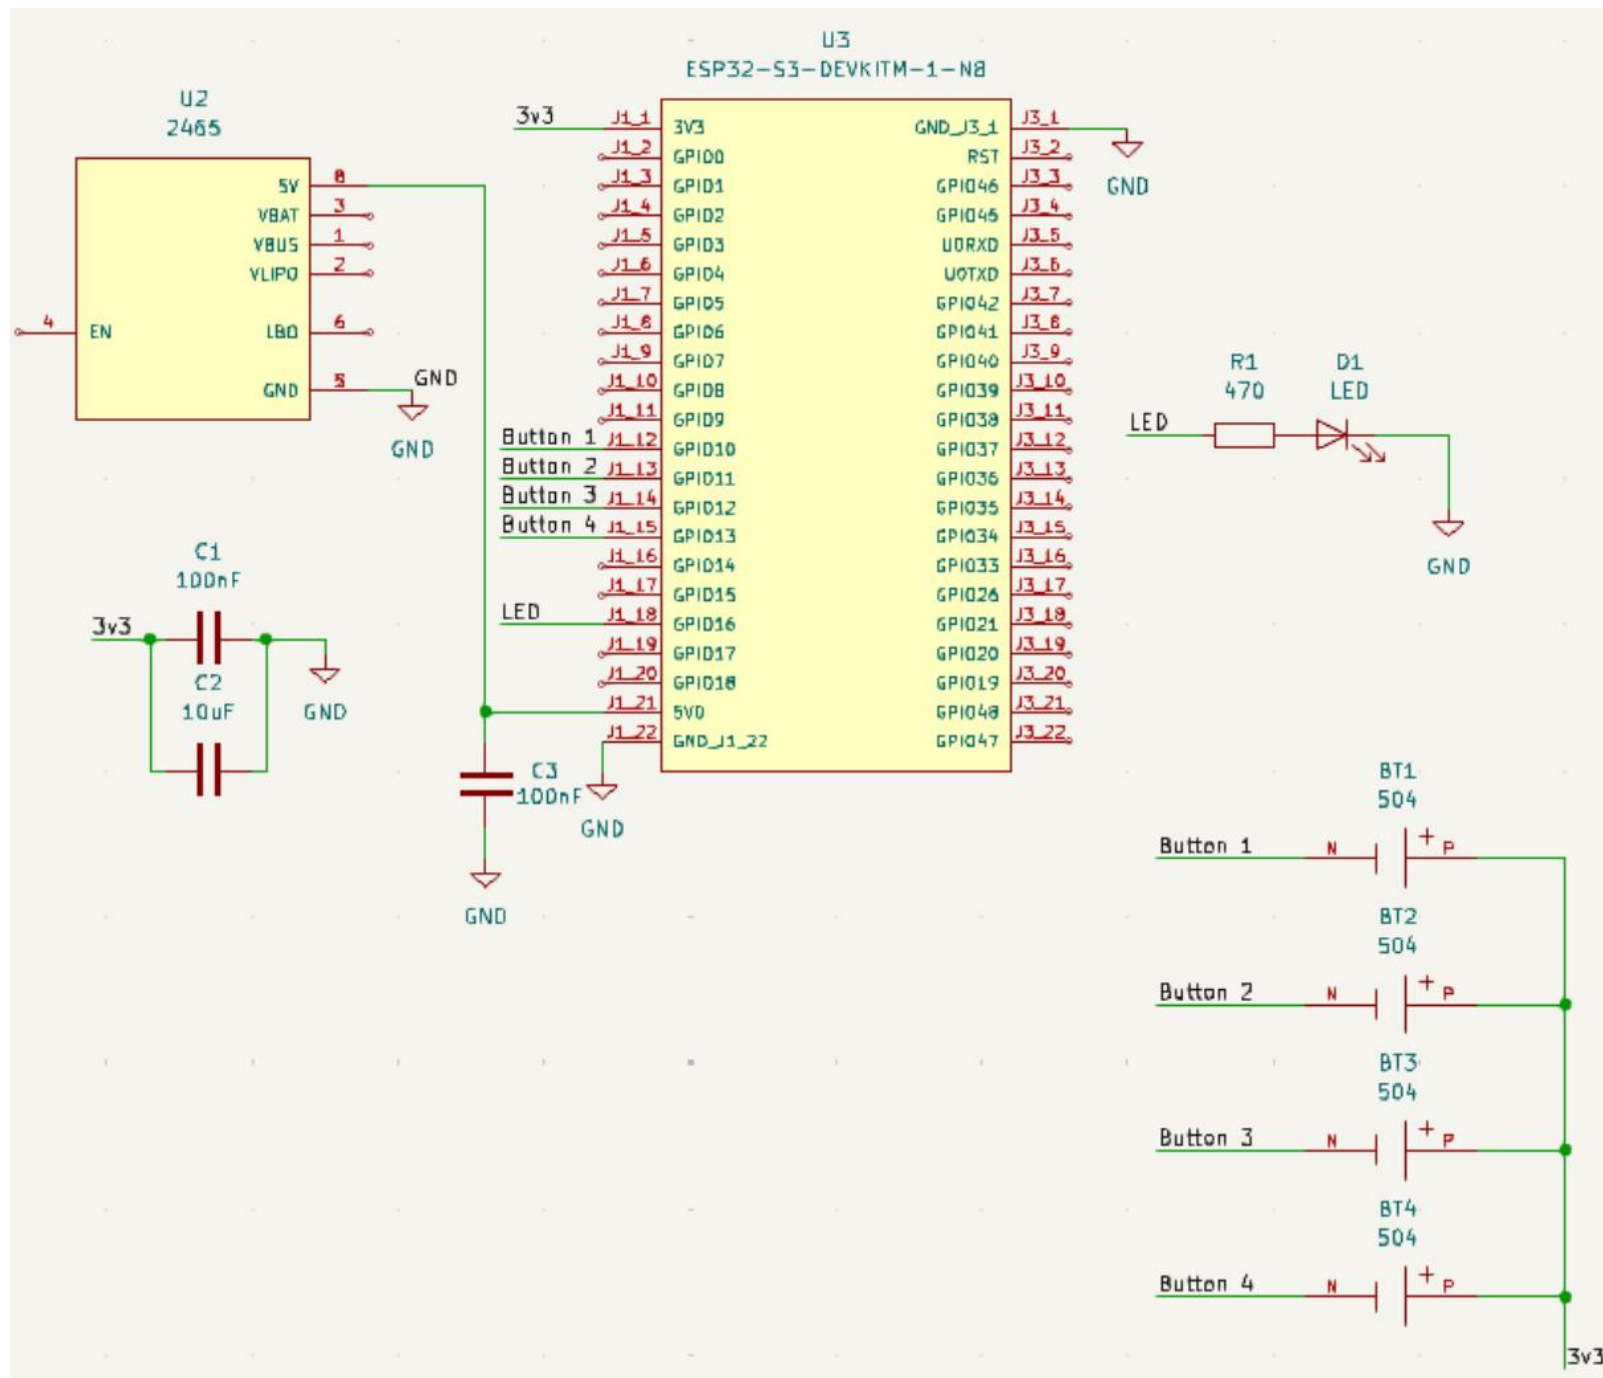 U2
2465
5V 8
VBAT 3
VBUS 1
VLIPO 2
4 EN
LBO 6
GND 5 GND
GND
C1
100nF
3v3
C2
10uF
GND
U3
ESP32-S3-DEVKITM-1-N8
3v3 J1_1 3V3
J1_2 GPIO0
J1_3 GPIO1
J1_4 GPIO2
J1_5 GPIO3
J1_6 GPIO4
J1_7 GPIO5
J1_8 GPIO6
J1_9 GPIO7
J1_10 GPIO8
J1_11 GPIO9
Button 1 J1_12 GPIO10
Button 2 J1_13 GPIO11
Button 3 J1_14 GPIO12
Button 4 J1_15 GPIO13
J1_16 GPIO14
J1_17 GPIO15
LED J1_18 GPIO16
J1_19 GPIO17
J1_20 GPIO18
J1_21 5V0
J1_22 GND_J1_22
GND
C3
100nF
GND
GND_J3_1 J3_1
GND
RST J3_2
GPIO46 J3_3
GPIO45 J3_4
U0RXD J3_5
U0TXD J3_6
GPIO42 J3_7
GPIO41 J3_8
GPIO40 J3_9
GPIO39 J3_10
GPIO38 J3_11
GPIO37 J3_12
GPIO36 J3_13
GPIO35 J3_14
GPIO34 J3_15
GPIO33 J3_16
GPIO26 J3_17
GPIO21 J3_18
GPIO20 J3_19
GPIO19 J3_20
GPIO48 J3_21
GPIO47 J3_22
R1 D1
470 LED
LED
GND
BT1
504
Button 1 N + P
BT2
504
Button 2 N + P
BT3
504
Button 3 N + P
BT4
504
Button 4 N + P
3v3